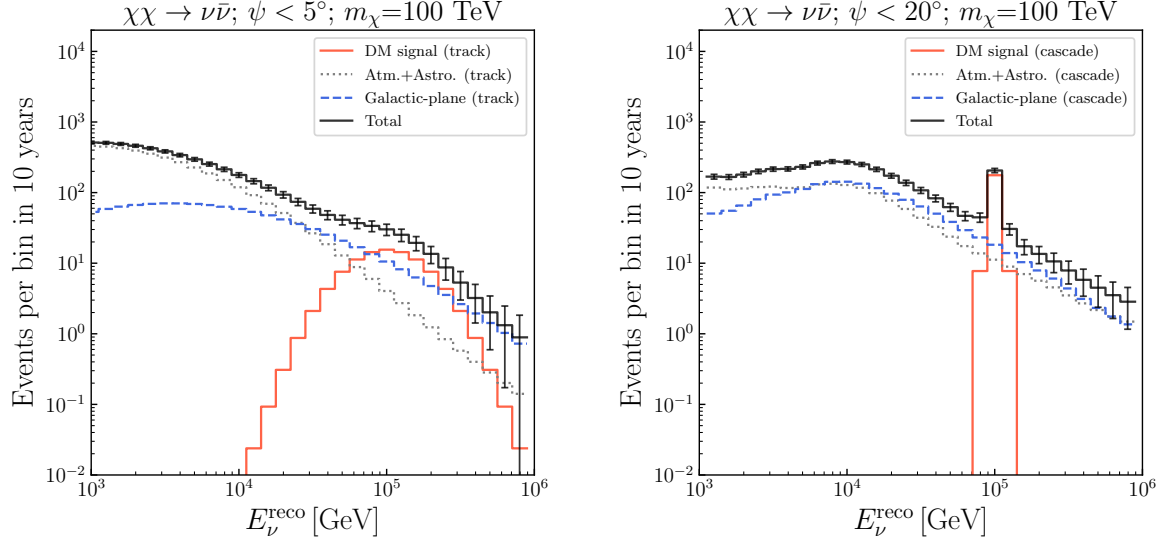 χχ → νν̄; ψ < 5°; m_χ=100 TeV
DM signal (track)
Atm.+Astro. (track)
Galactic-plane (track)
Total
Events per bin in 10 years
10^4
10^3
10^2
10^1
10^0
10^−1
10^−2
10^3
10^4
10^5
10^6
E_ν^reco [GeV]
χχ → νν̄; ψ < 20°; m_χ=100 TeV
DM signal (cascade)
Atm.+Astro. (cascade)
Galactic-plane (cascade)
Total
Events per bin in 10 years
10^4
10^3
10^2
10^1
10^0
10^−1
10^−2
10^3
10^4
10^5
10^6
E_ν^reco [GeV]